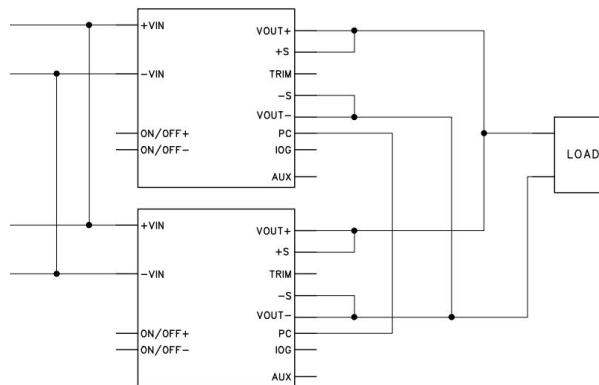 +VIN
-VIN
ON/OFF+
ON/OFF-
VOUT+
+S
TRIM
-S
VOUT-
PC
IOG
AUX
LOAD
+VIN
-VIN
ON/OFF+
ON/OFF-
VOUT+
+S
TRIM
-S
VOUT-
PC
IOG
AUX